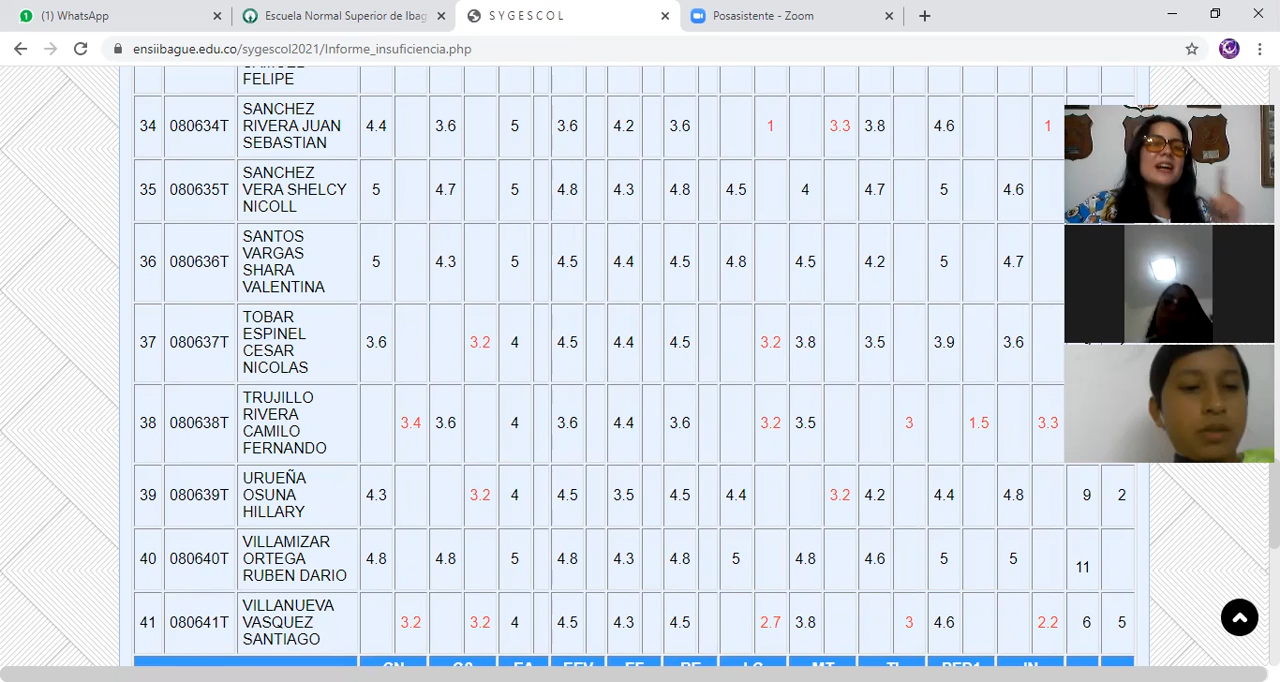 (1) WhatsApp
Escuela Normal Superior de Ibag
S Y G E S C O L
Posasistente - Zoom
ensiibague.edu.co/sygescol2021/Informe_insuficiencia.php
FELIPE
34 080634T SANCHEZ RIVERA JUAN SEBASTIAN 4.4 3.6 5 3.6 4.2 3.6 1 3.3 3.8 4.6 1
35 080635T SANCHEZ VERA SHELCY NICOLL 5 4.7 5 4.8 4.3 4.8 4.5 4 4.7 5 4.6
36 080636T SANTOS VARGAS SHARA VALENTINA 5 4.3 5 4.5 4.4 4.5 4.8 4.5 4.2 5 4.7
37 080637T TOBAR ESPINEL CESAR NICOLAS 3.6 3.2 4 4.5 4.4 4.5 3.2 3.8 3.5 3.9 3.6
38 080638T TRUJILLO RIVERA CAMILO FERNANDO 3.4 3.6 4 3.6 4.4 3.6 3.2 3.5 3 1.5 3.3
39 080639T URUEÑA OSUNA HILLARY 4.3 3.2 4 4.5 3.5 4.5 4.4 3.2 4.2 4.4 4.8 9 2
40 080640T VILLAMIZAR ORTEGA RUBEN DARIO 4.8 4.8 5 4.8 4.3 4.8 5 4.8 4.6 5 5 11
41 080641T VILLANUEVA VASQUEZ SANTIAGO 3.2 3.2 4 4.5 4.3 4.5 2.7 3.8 3 4.6 2.2 6 5